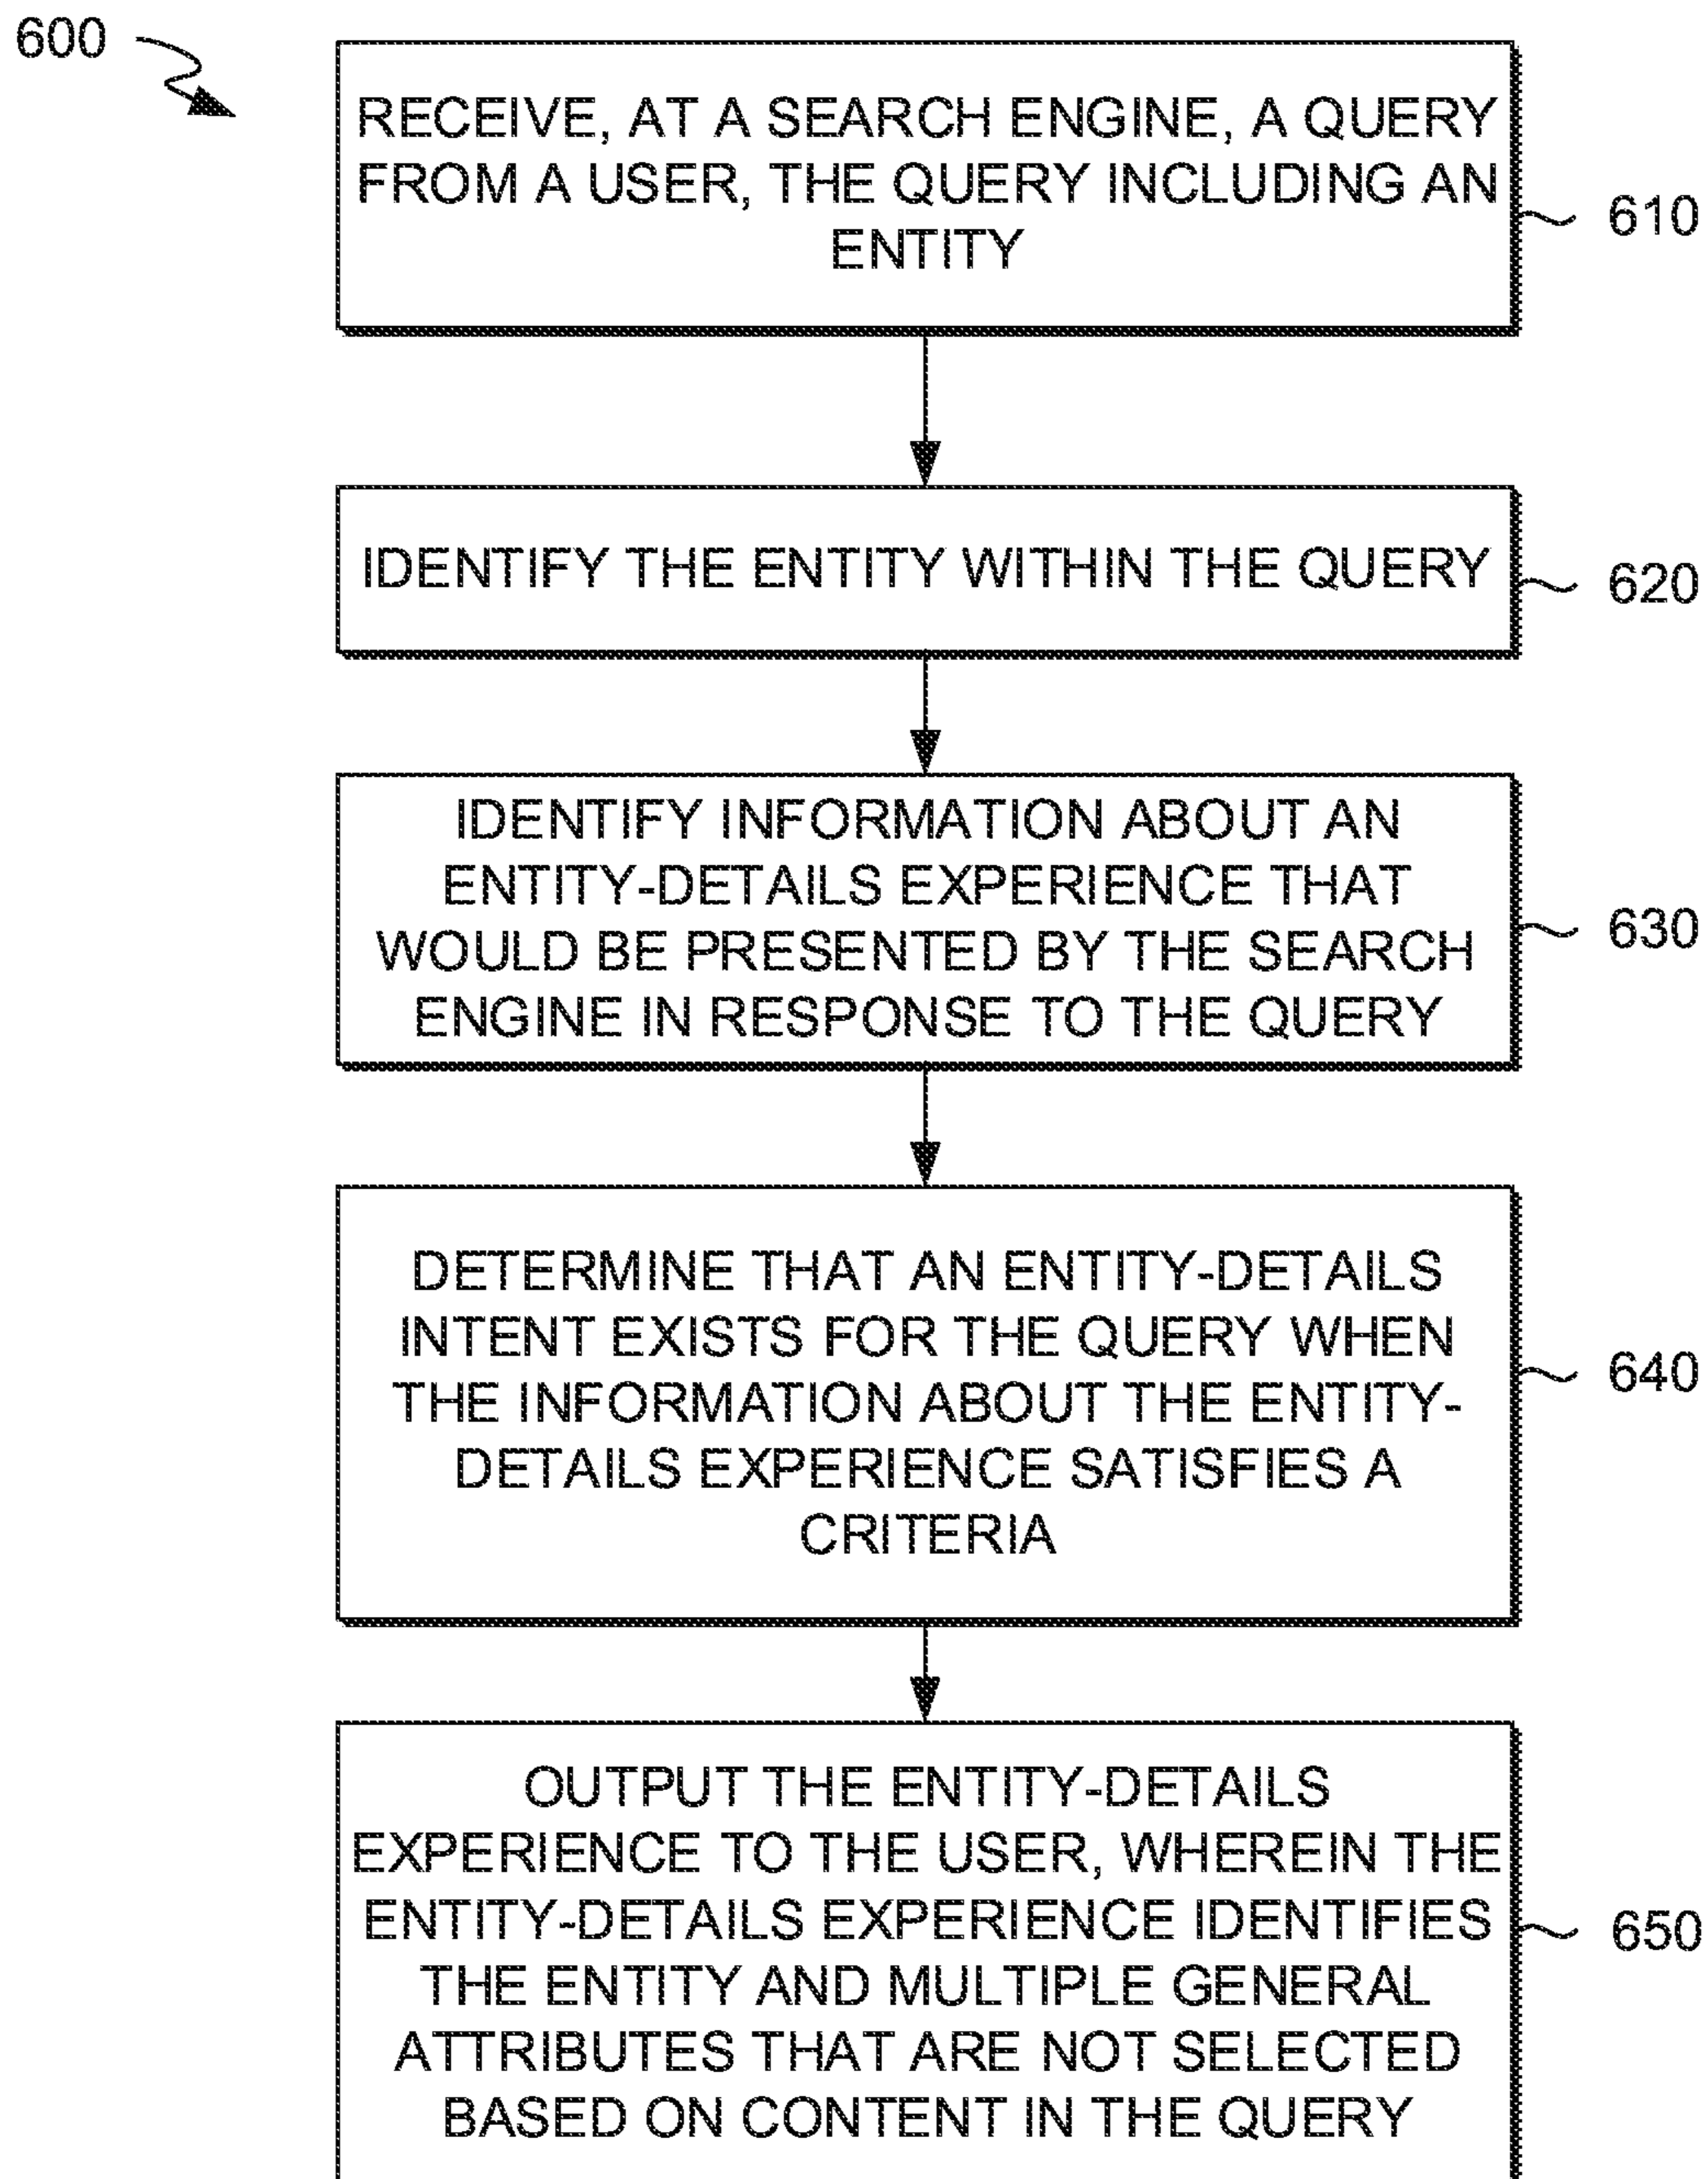 600
RECEIVE, AT A SEARCH ENGINE, A QUERY
FROM A USER, THE QUERY INCLUDING AN
ENTITY
610
IDENTIFY THE ENTITY WITHIN THE QUERY
620
IDENTIFY INFORMATION ABOUT AN
ENTITY-DETAILS EXPERIENCE THAT
WOULD BE PRESENTED BY THE SEARCH
ENGINE IN RESPONSE TO THE QUERY
630
DETERMINE THAT AN ENTITY-DETAILS
INTENT EXISTS FOR THE QUERY WHEN
THE INFORMATION ABOUT THE ENTITY-
DETAILS EXPERIENCE SATISFIES A
CRITERIA
640
OUTPUT THE ENTITY-DETAILS
EXPERIENCE TO THE USER, WHEREIN THE
ENTITY-DETAILS EXPERIENCE IDENTIFIES
THE ENTITY AND MULTIPLE GENERAL
ATTRIBUTES THAT ARE NOT SELECTED
BASED ON CONTENT IN THE QUERY
650